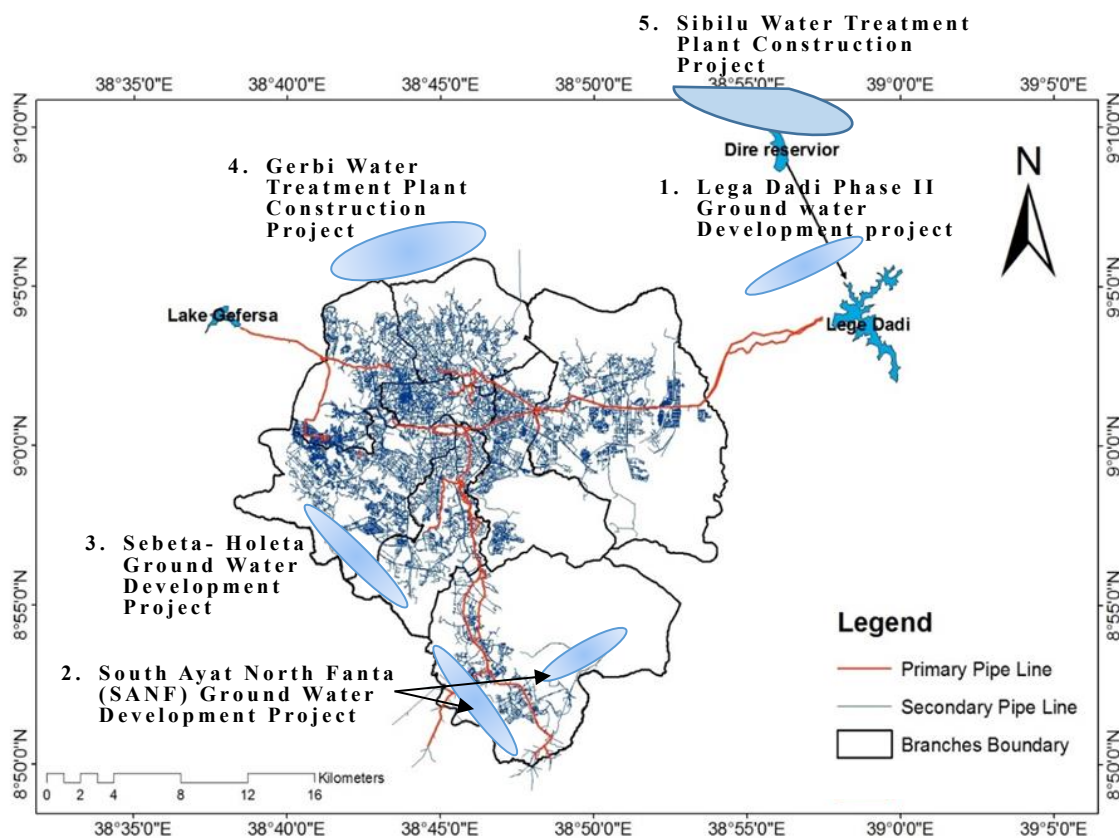 5. Sibilu Water Treatment
Plant Construction
Project
38°35'0"E 38°40'0"E 38°45'0"E 38°50'0"E 38°55'0"E 39°0'0"E 39°5'0"E
9°10'0"N
9°10'0"N
Dire reservior
N
4. Gerbi Water
Treatment Plant
Construction
Project
1. Lega Dadi Phase II
Ground water
Development project
9°5'0"N
9°5'0"N
Lake Gefersa
Lege Dadi
9°0'0"N
9°0'0"N
3. Sebeta- Holeta
Ground Water
Development
Project
8°55'0"N
8°55'0"N
2. South Ayat North Fanta
(SANF) Ground Water
Development Project
Legend
Primary Pipe Line
Secondary Pipe Line
Branches Boundary
8°50'0"N
8°50'0"N
Kilometers
0 2 4 8 12 16
38°35'0"E 38°40'0"E 38°45'0"E 38°50'0"E 38°55'0"E 39°0'0"E 39°5'0"E